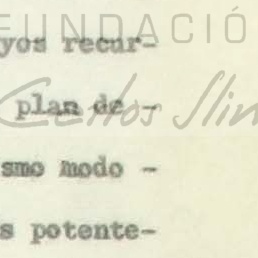 FUNDACIÓ
yos recur-
plan de -
Carlos Slim
smo modo -
s potente-